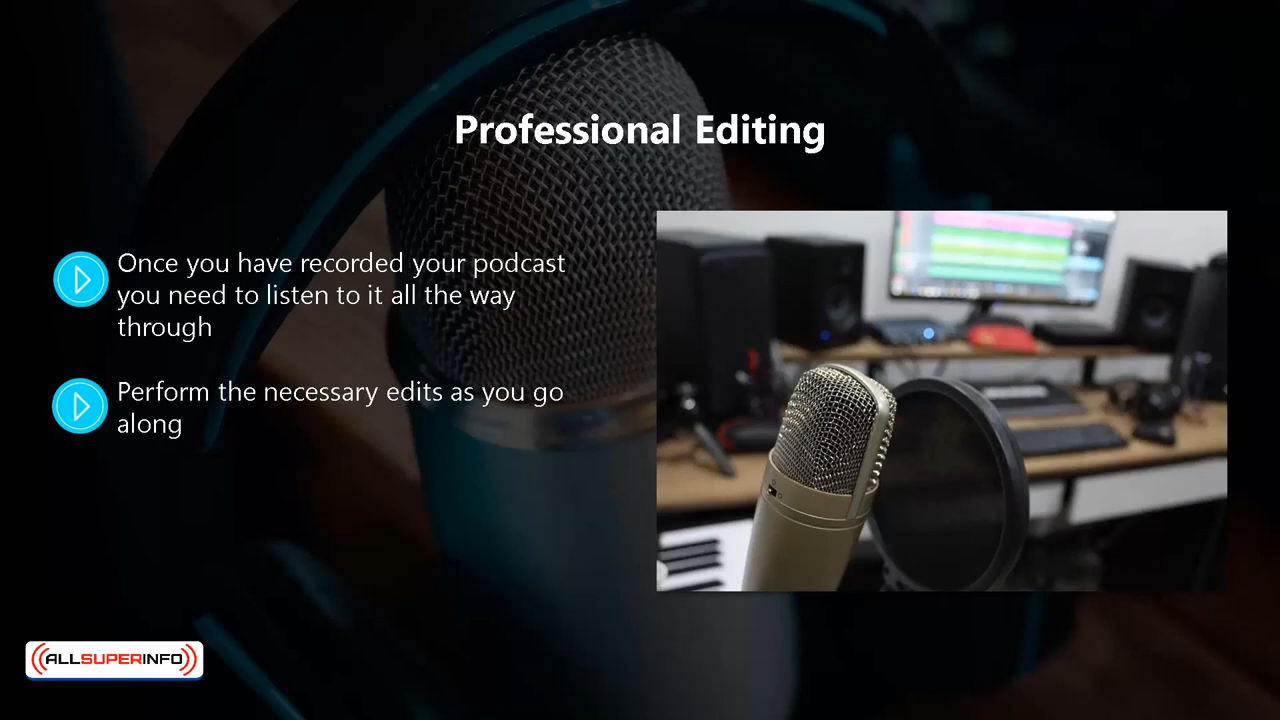 Professional Editing
Once you have recorded your podcast
you need to listen to it all the way
through
Perform the necessary edits as you go
along
ALLSUPERINFO